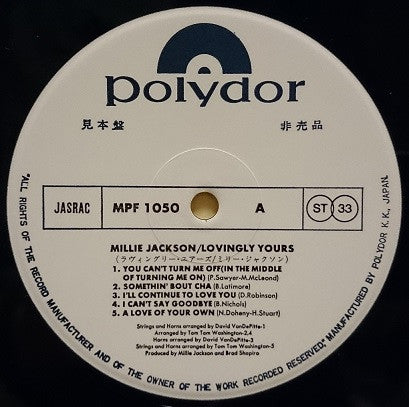 polydor
見本盤 非売品
JASRAC MPF 1050 A ST 33
MILLIE JACKSON/LOVINGLY YOURS
(ラヴィングリー・ユアーズ/ミリー・ジャクソン)
1. YOU CAN'T TURN ME OFF(IN THE MIDDLE
OF TURNING ME ON) (P.Sawyer-M.McLeod)
2. SOMETHIN' BOUT CHA (B.Latimore)
3. I'LL CONTINUE TO LOVE YOU (D.Robinson)
4. I CAN'T SAY GOODBYE (B.Nichols)
5. A LOVE OF YOUR OWN (N.Doheny-H.Stuart)
Strings and Horns arranged by David VanDePitte-1
Arranged by Tom Tom Washington-2,4
Horns arranged by David VanDePitte-3
Strings and Horns arranged by Tom Tom Washington-5
Produced by Millie Jackson and Brad Shapiro
"ALL RIGHTS OF THE RECORD MANUFACTURER AND OF THE OWNER OF THE WORK RECORDED RESERVED." MANUFACTURED BY POLYDOR K.K., JAPAN.